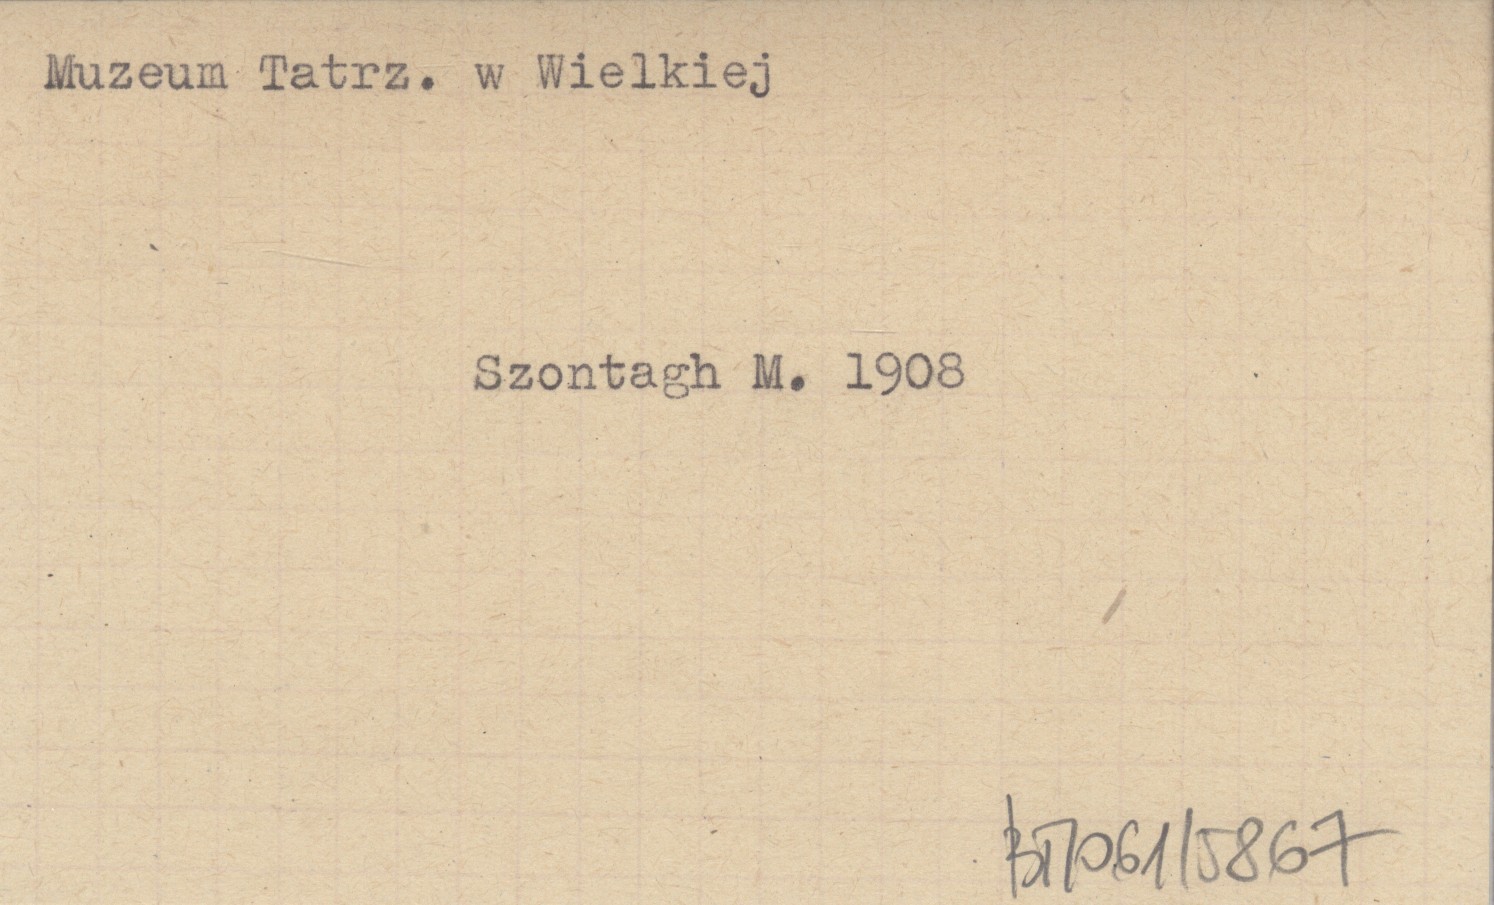 Muzeum Tatrz. w Wielkiej
Szontagh M. 1908